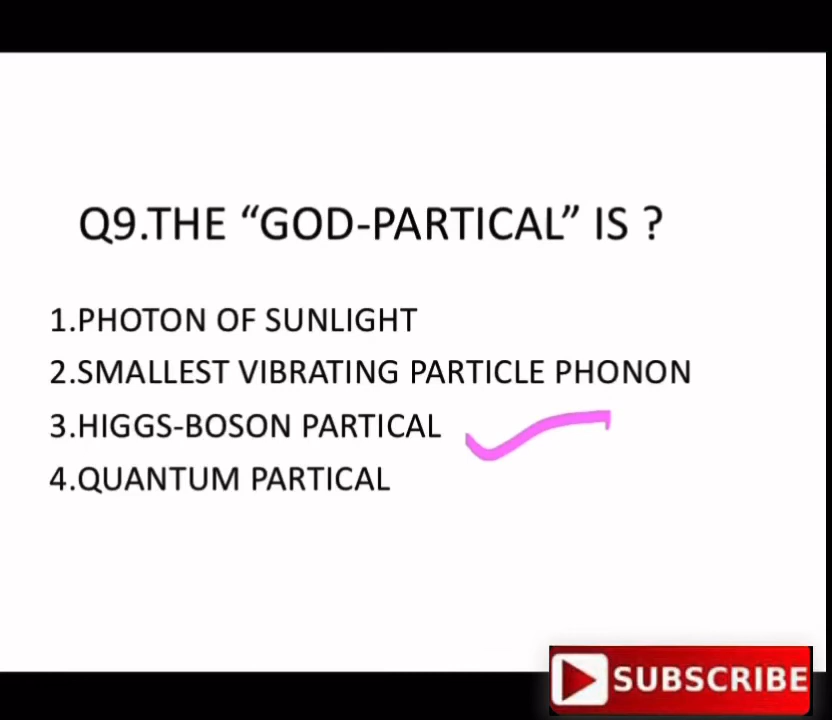 Q9.THE “GOD-PARTICAL” IS ?
1.PHOTON OF SUNLIGHT
2.SMALLEST VIBRATING PARTICLE PHONON
3.HIGGS-BOSON PARTICAL
4.QUANTUM PARTICAL
SUBSCRIBE